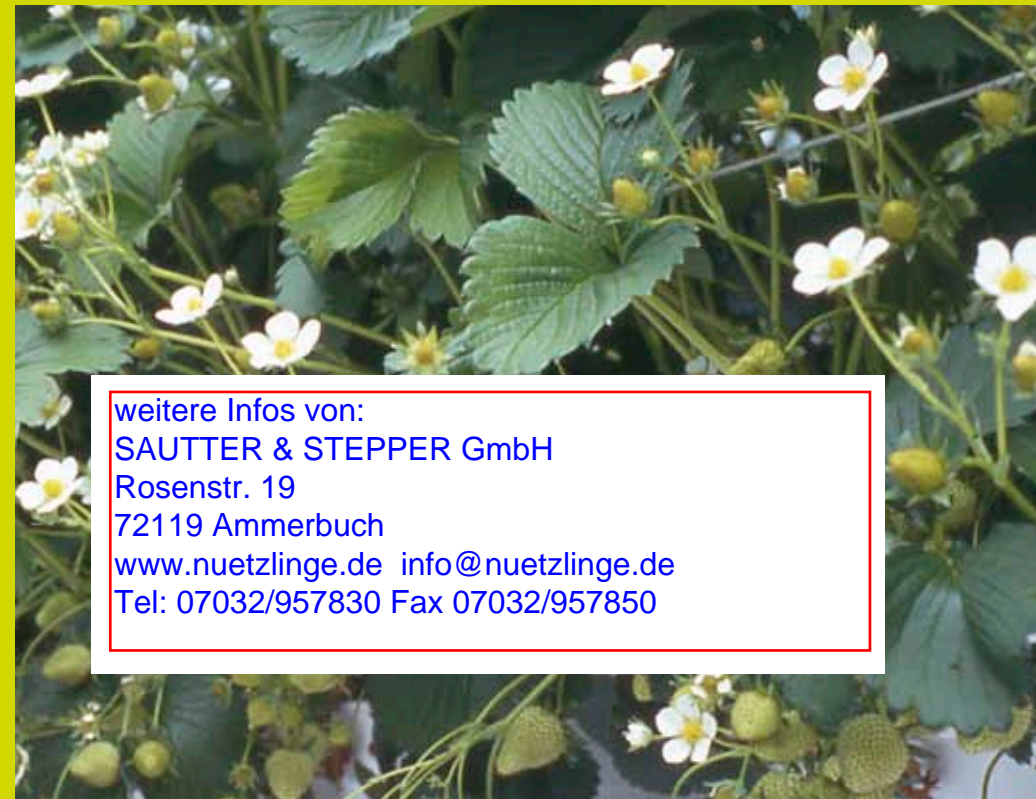 weitere Infos von:
SAUTTER & STEPPER GmbH
Rosenstr. 19
72119 Ammerbuch
www.nuetzlinge.de info@nuetzlinge.de
Tel: 07032/957830 Fax 07032/957850